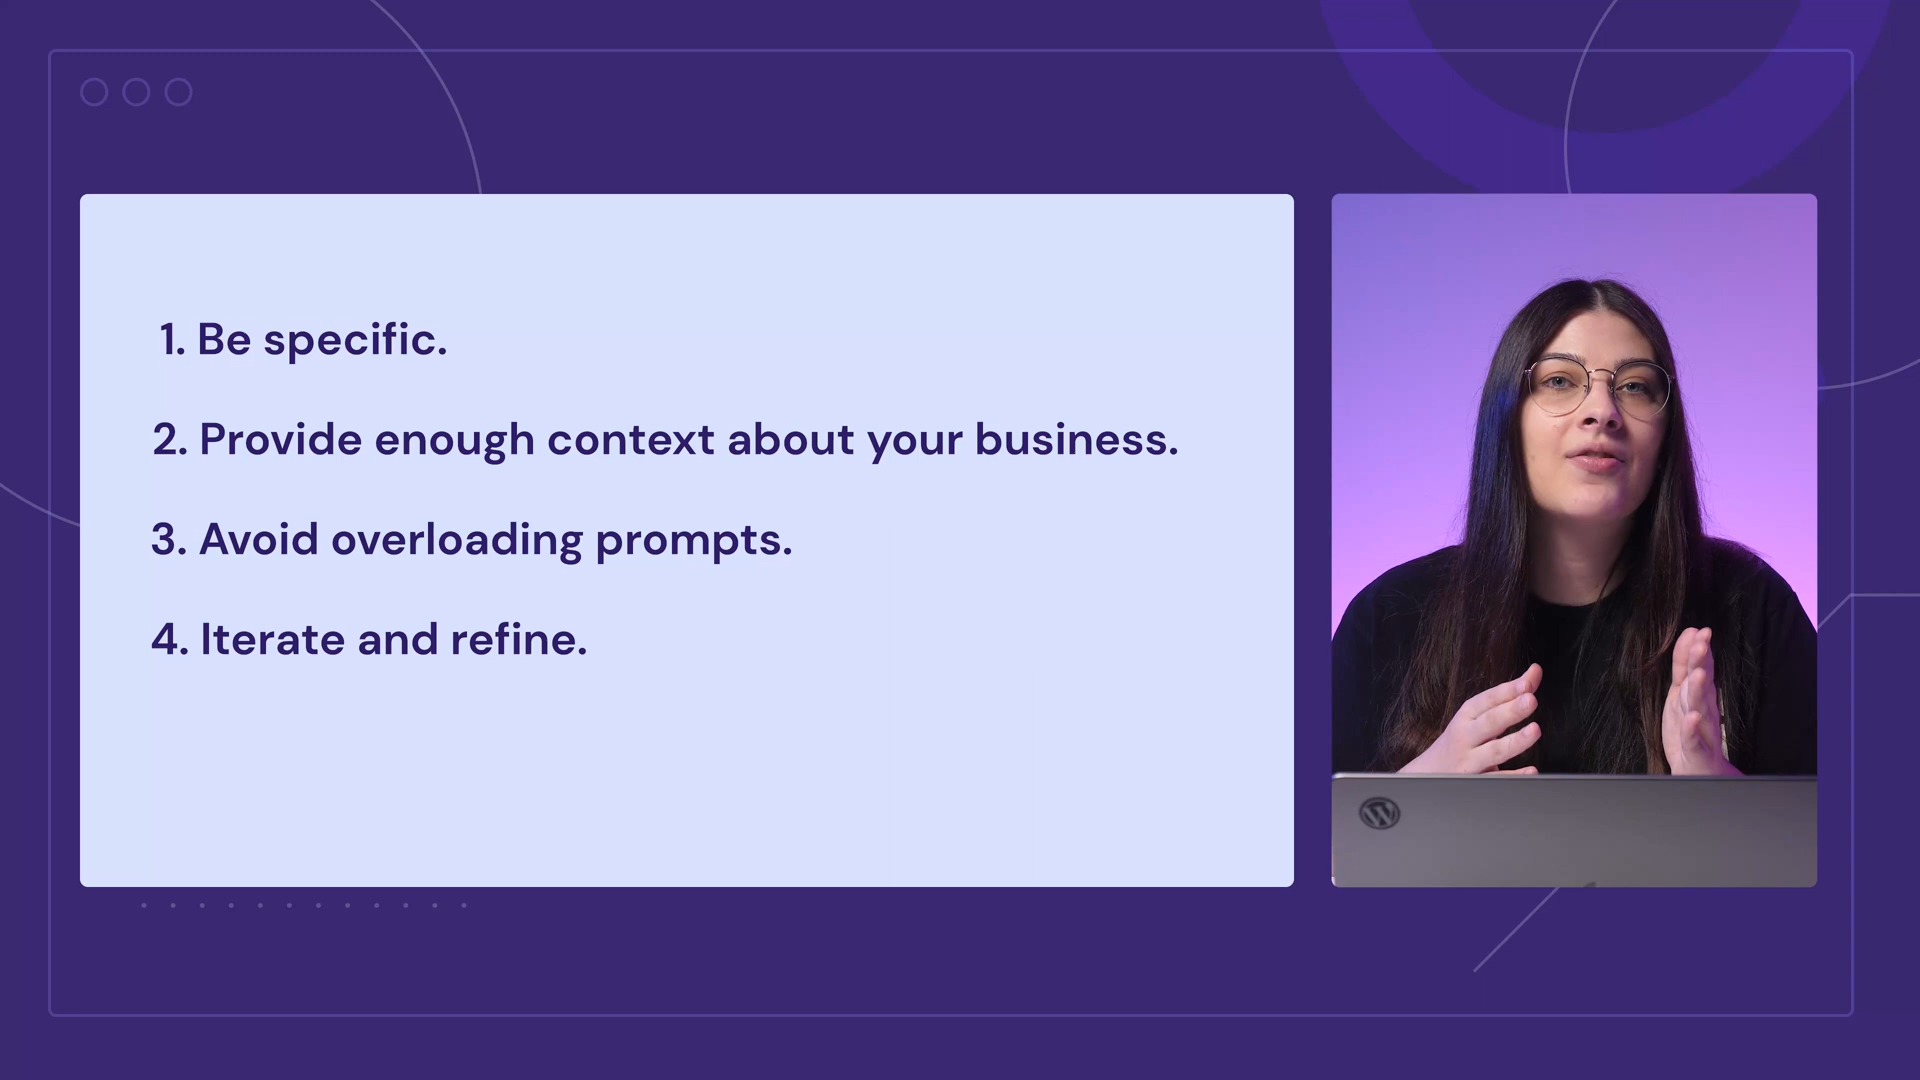 1. Be specific.
2. Provide enough context about your business.
3. Avoid overloading prompts.
4. Iterate and refine.